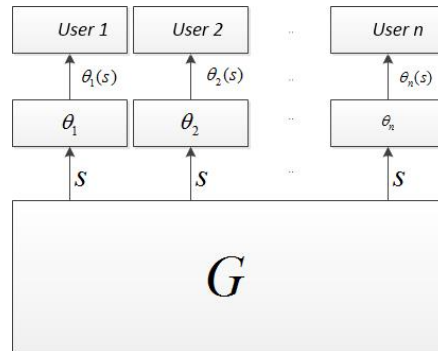 User 1 User 2 .. User n
θ₁(s) θ₂(s) .. θₙ(s)
θ₁ θ₂ .. θₙ
s s .. s
G